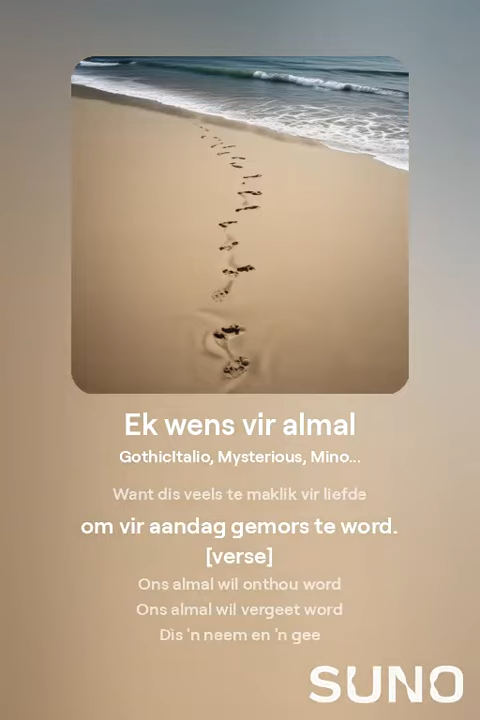 Ek wens vir almal
GothicItalio, Mysterious, Mino...
Want dis veels te maklik vir liefde
om vir aandag gemors te word.
[verse]
Ons almal wil onthou word
Ons almal wil vergeet word
Dis 'n neem en 'n gee
SUNO